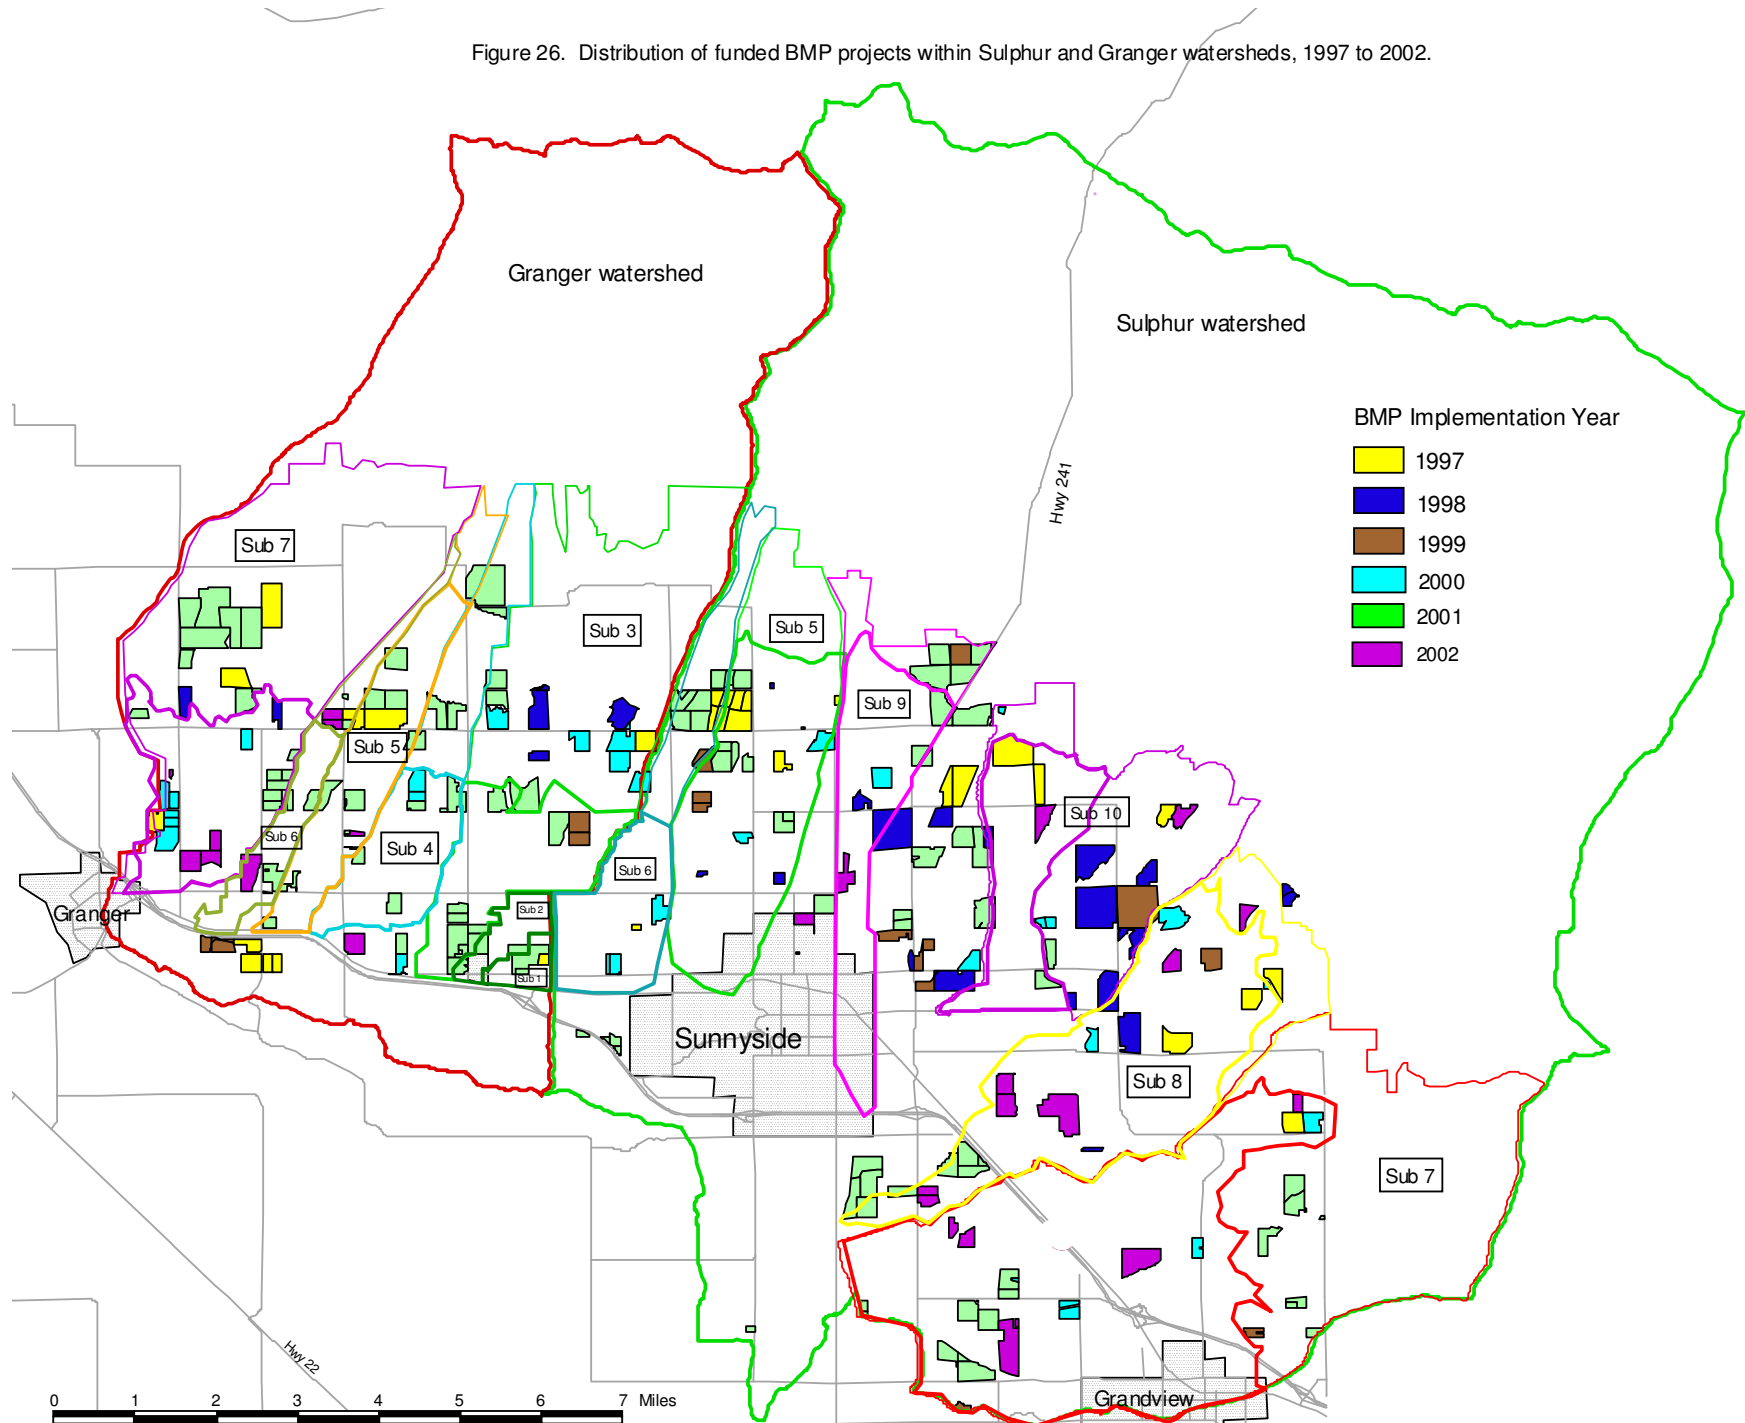 Figure 26. Distribution of funded BMP projects within Sulphur and Granger watersheds, 1997 to 2002.
Granger watershed
Sulphur watershed
BMP Implementation Year
1997
1998
1999
2000
2001
2002
Hwy 241
Sub 7
Sub 3
Sub 5
Sub 9
Sub 5
Sub 10
Sub 6
Sub 4
Sub 6
Sub 2
Granger
Sub 1
Sunnyside
Sub 8
Sub 7
Hwy 22
Grandview
0 1 2 3 4 5 6 7 Miles